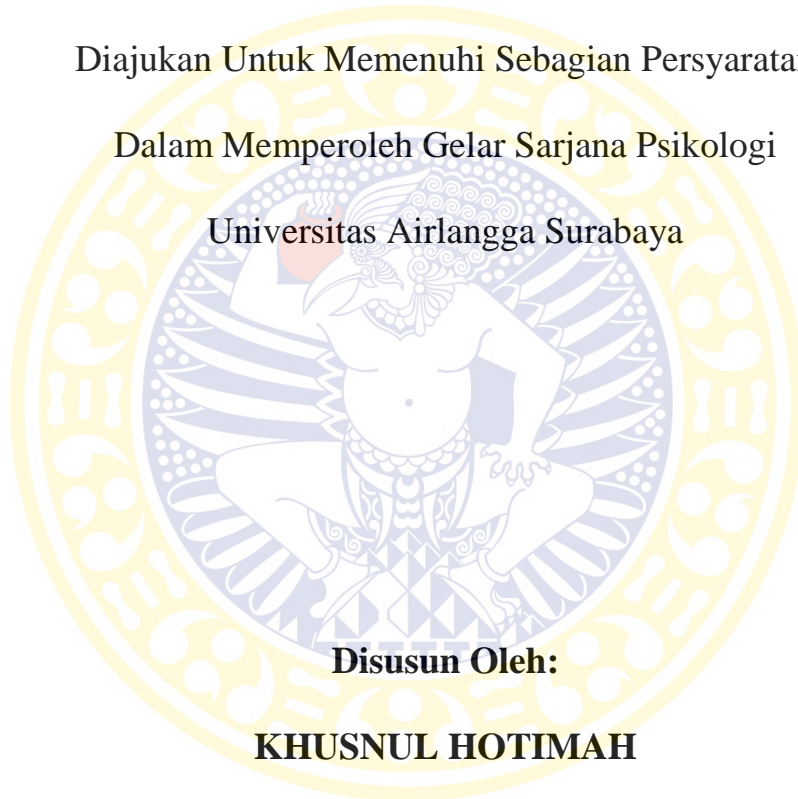 Diajukan Untuk Memenuhi Sebagian Persyarata
Dalam Memperoleh Gelar Sarjana Psikologi
Universitas Airlangga Surabaya
Disusun Oleh:
KHUSNUL HOTIMAH